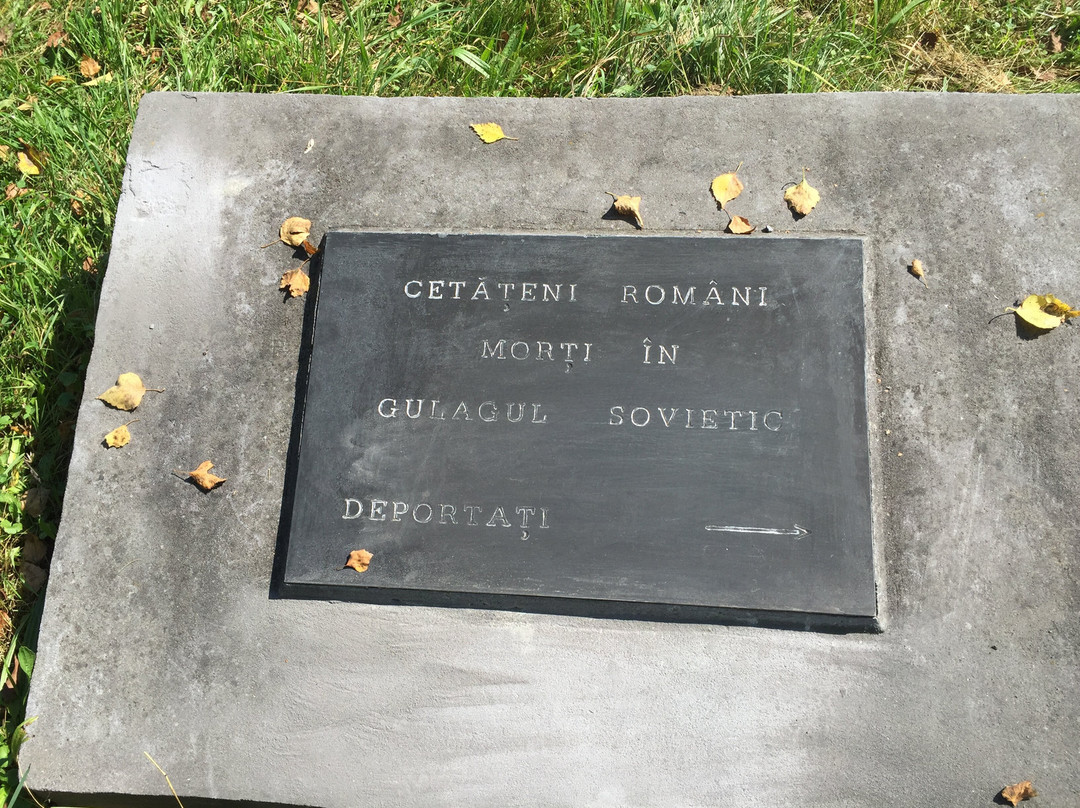 CETĂȚENI ROMÂNI
MORȚI ÎN
GULAGUL SOVIETIC
DEPORTAȚI →